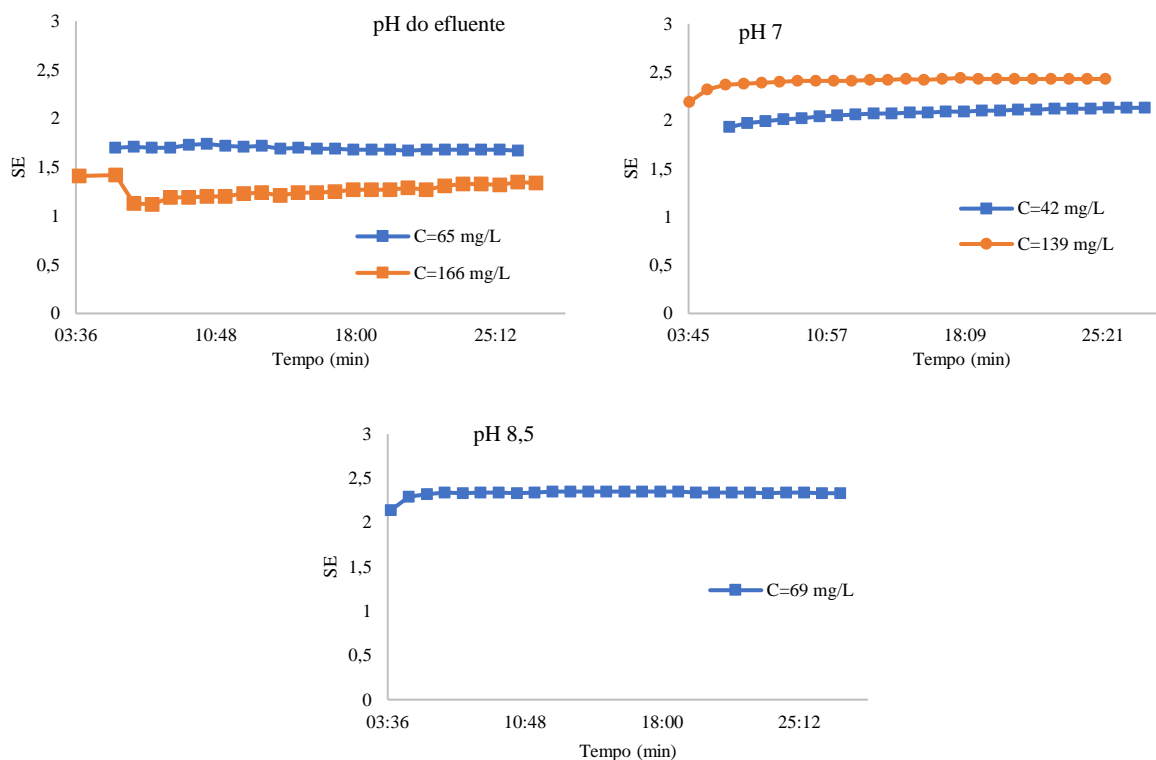 pH do efluente
3
2,5
2
1,5
1
0,5
0
SE
C=65 mg/L
C=166 mg/L
03:36 10:48 18:00 25:12
Tempo (min)
pH 7
3
2,5
2
1,5
1
0,5
0
SE
C=42 mg/L
C=139 mg/L
03:45 10:57 18:09 25:21
Tempo (min)
pH 8,5
3
2,5
2
1,5
1
0,5
0
SE
C=69 mg/L
03:36 10:48 18:00 25:12
Tempo (min)